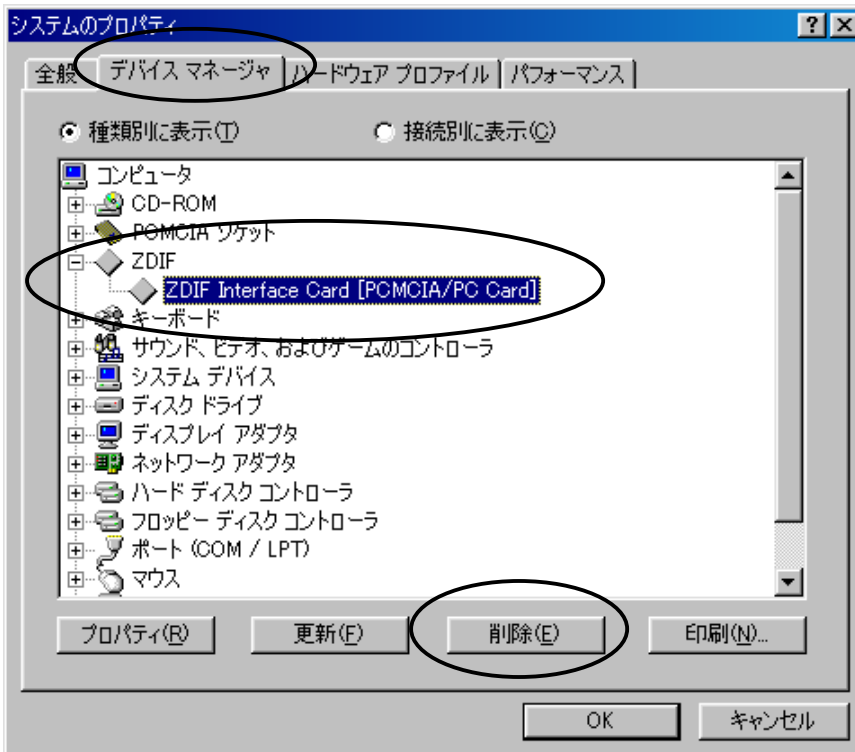 システムのプロパティ
全般 デバイス マネージャ ハードウェア プロファイル パフォーマンス
種類別に表示(T) 接続別に表示(C)
コンピュータ
CD-ROM
PCMCIA ソケット
ZDIF
ZDIF Interface Card [PCMCIA/PC Card]
キーボード
サウンド、ビデオ、およびゲームのコントローラ
システム デバイス
ディスク ドライブ
ディスプレイ アダプタ
ネットワーク アダプタ
ハード ディスク コントローラ
フロッピー ディスク コントローラ
ポート (COM / LPT)
マウス
プロパティ(R) 更新(F) 削除(E) 印刷(N)...
OK キャンセル